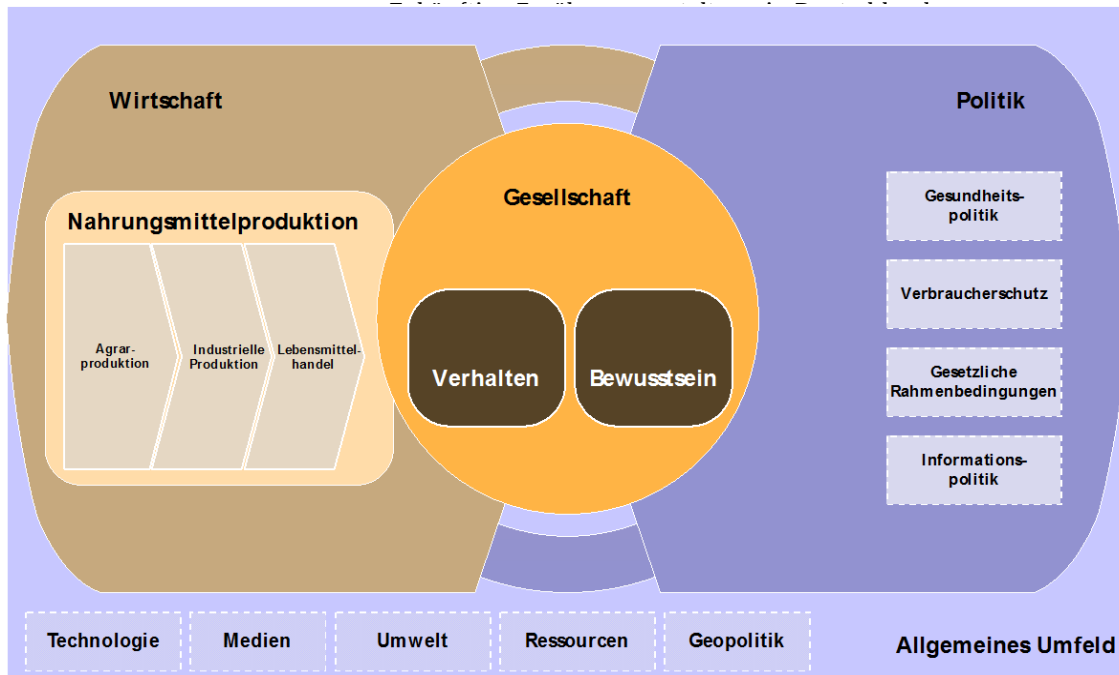 Wirtschaft
Politik
Gesellschaft
Nahrungsmittelproduktion
Agrar-
produktion
Industrielle
Produktion
Lebensmittel-
handel
Verhalten
Bewusstsein
Gesundheits-
politik
Verbraucherschutz
Gesetzliche
Rahmenbedingungen
Informations-
politik
Technologie
Medien
Umwelt
Ressourcen
Geopolitik
Allgemeines Umfeld